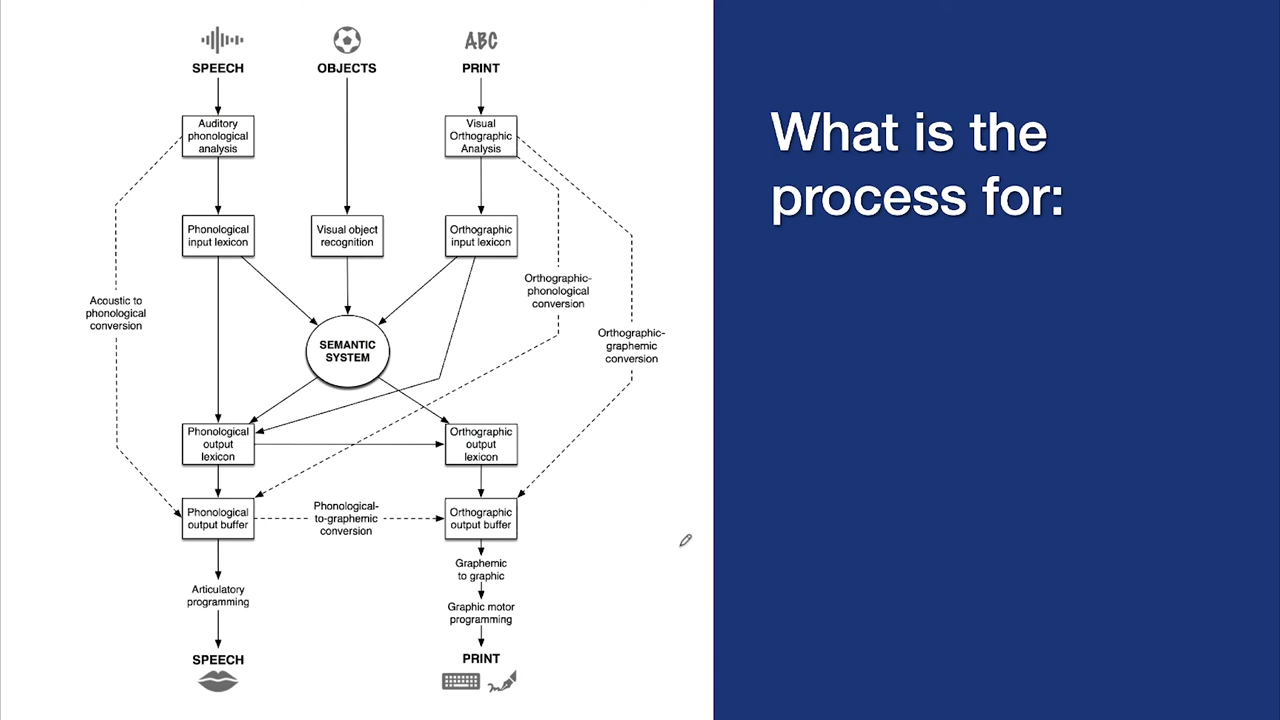 ABC
SPEECH
OBJECTS
PRINT
Auditory
phonological
analysis
Visual
Orthographic
Analysis
Phonological
input lexicon
Visual object
recognition
Orthographic
input lexicon
Acoustic to
phonological
conversion
Orthographic-
phonological
conversion
Orthographic-
graphemic
conversion
SEMANTIC
SYSTEM
Phonological
output
lexicon
Orthographic
output
lexicon
Phonological
output buffer
Phonological-
to-graphemic
conversion
Orthographic
output buffer
Articulatory
programming
Graphemic
to graphic
Graphic motor
programming
SPEECH
PRINT
What is the
process for: